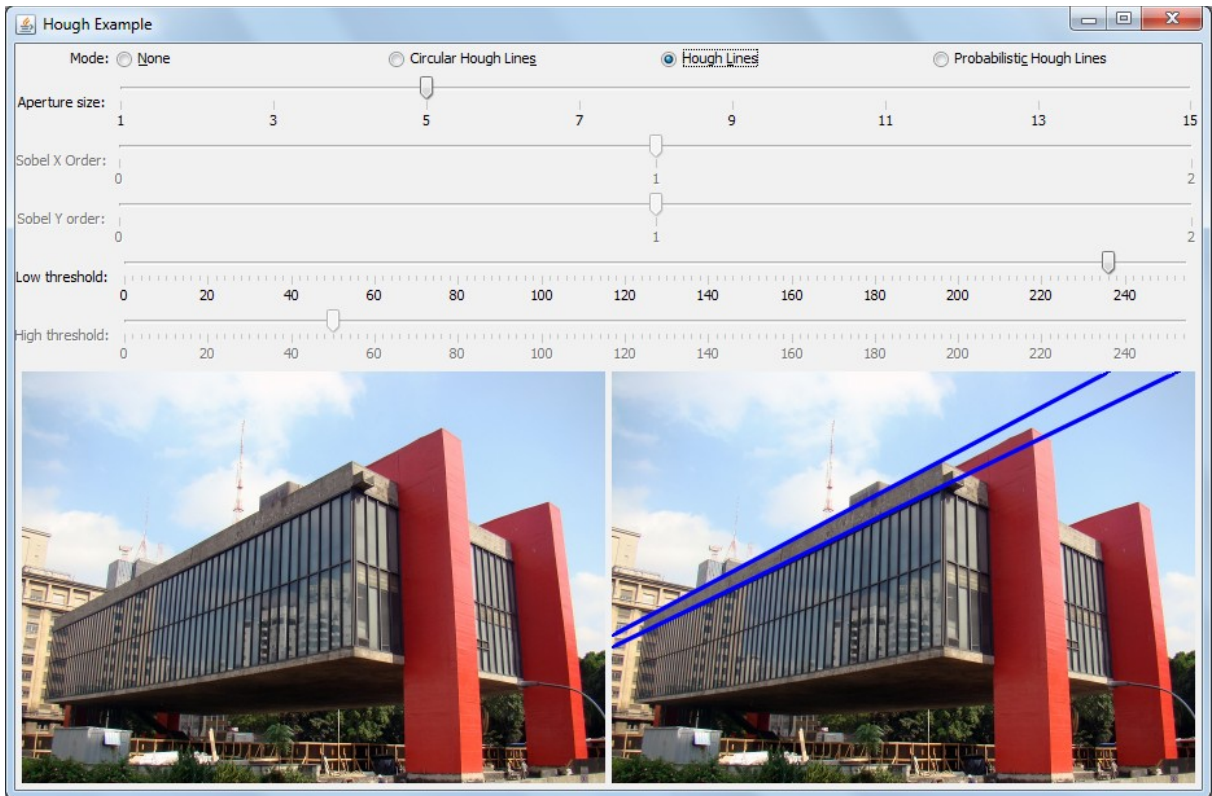 Hough Example
Mode: None Circular Hough Lines Hough Lines Probabilistic Hough Lines
Aperture size:
1 3 5 7 9 11 13 15
Sobel X Order:
0 1 2
Sobel Y order:
0 1 2
Low threshold:
0 20 40 60 80 100 120 140 160 180 200 220 240
High threshold:
0 20 40 60 80 100 120 140 160 180 200 220 240